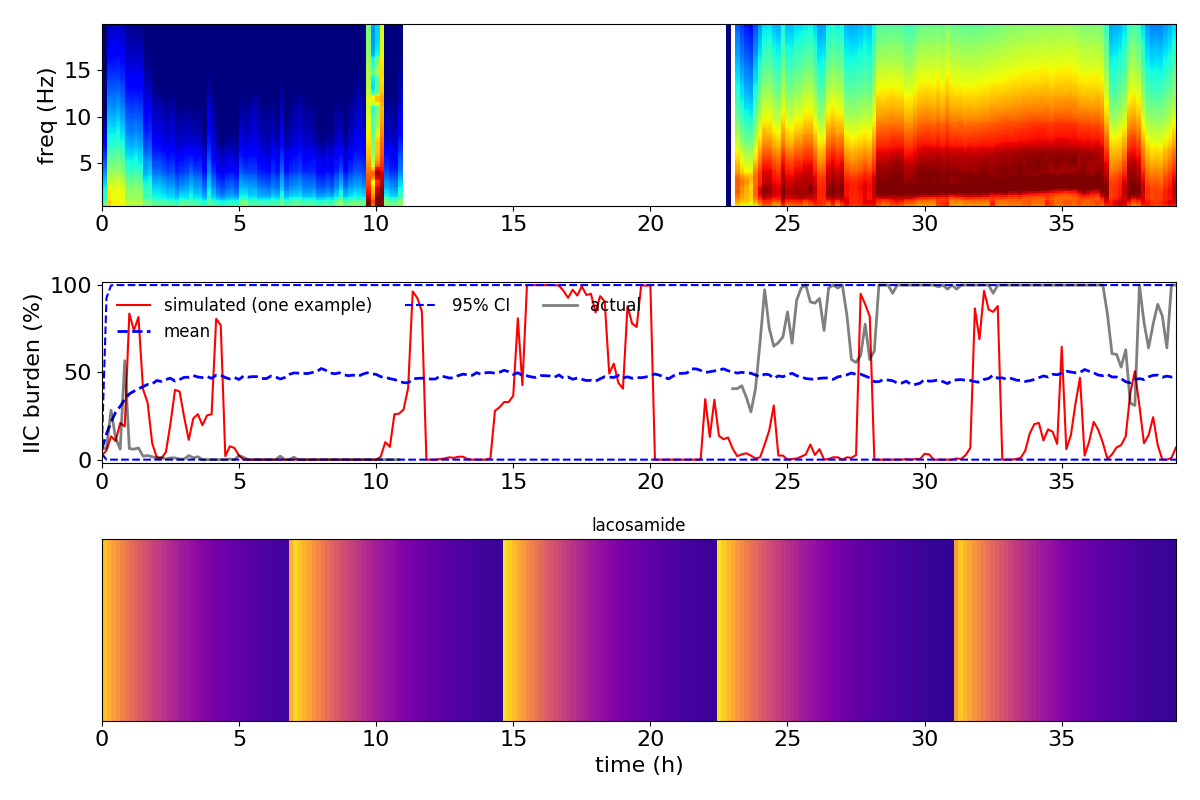 freq (Hz)
15
10
5
0 5 10 15 20 25 30 35
IIC burden (%)
100
50
0
simulated (one example) 95% CI actual
mean
0 5 10 15 20 25 30 35
lacosamide
0 5 10 15 20 25 30 35
time (h)